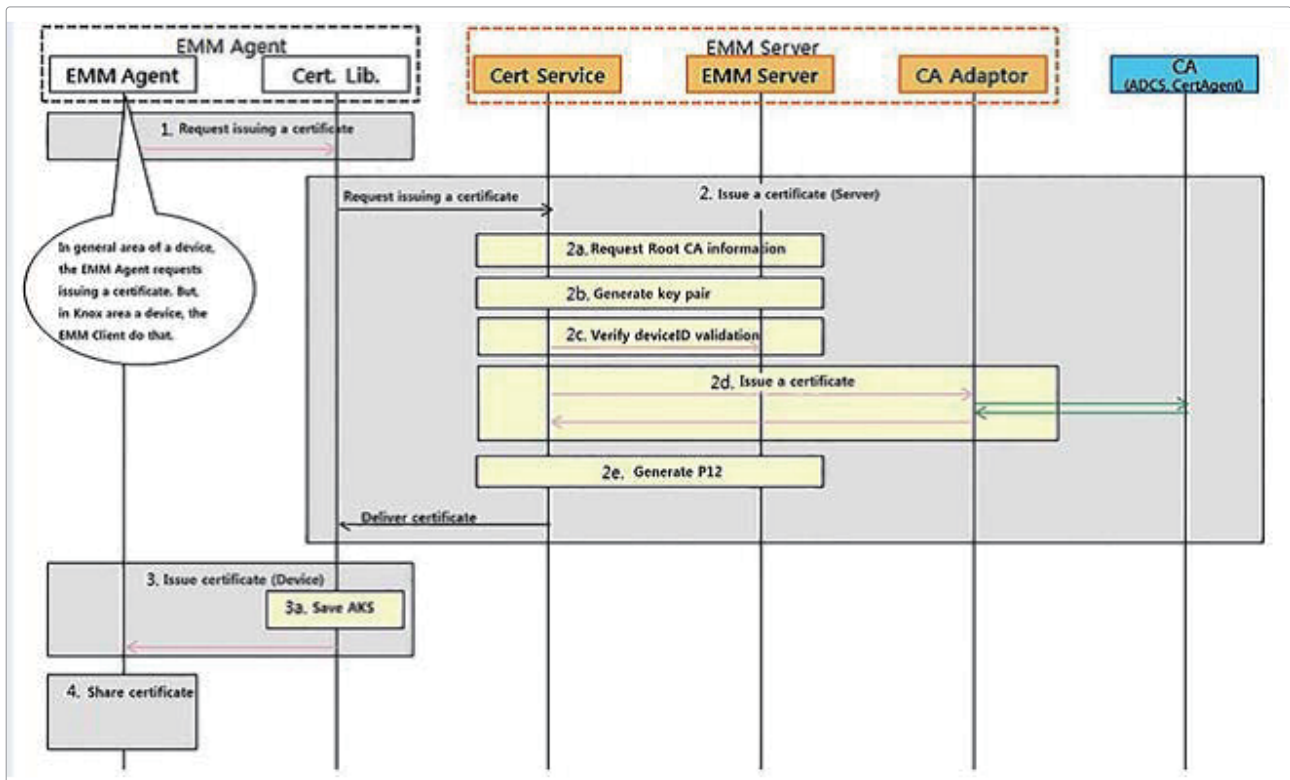 EMM Agent
EMM Server
EMM Agent
Cert. Lib.
Cert Service
EMM Server
CA Adaptor
CA
(ADCS, CertAgent)
1. Request issuing a certificate
Request issuing a certificate
2. Issue a certificate (Server)
2a. Request Root CA information
In general area of a device,
the EMM Agent requests
issuing a certificate. But,
in Knox area a device, the
EMM Client do that.
2b. Generate key pair
2c. Verify deviceID validation
2d. Issue a certificate
2e. Generate P12
Deliver certificate
3. Issue certificate (Device)
3a. Save AKS
4. Share certificate